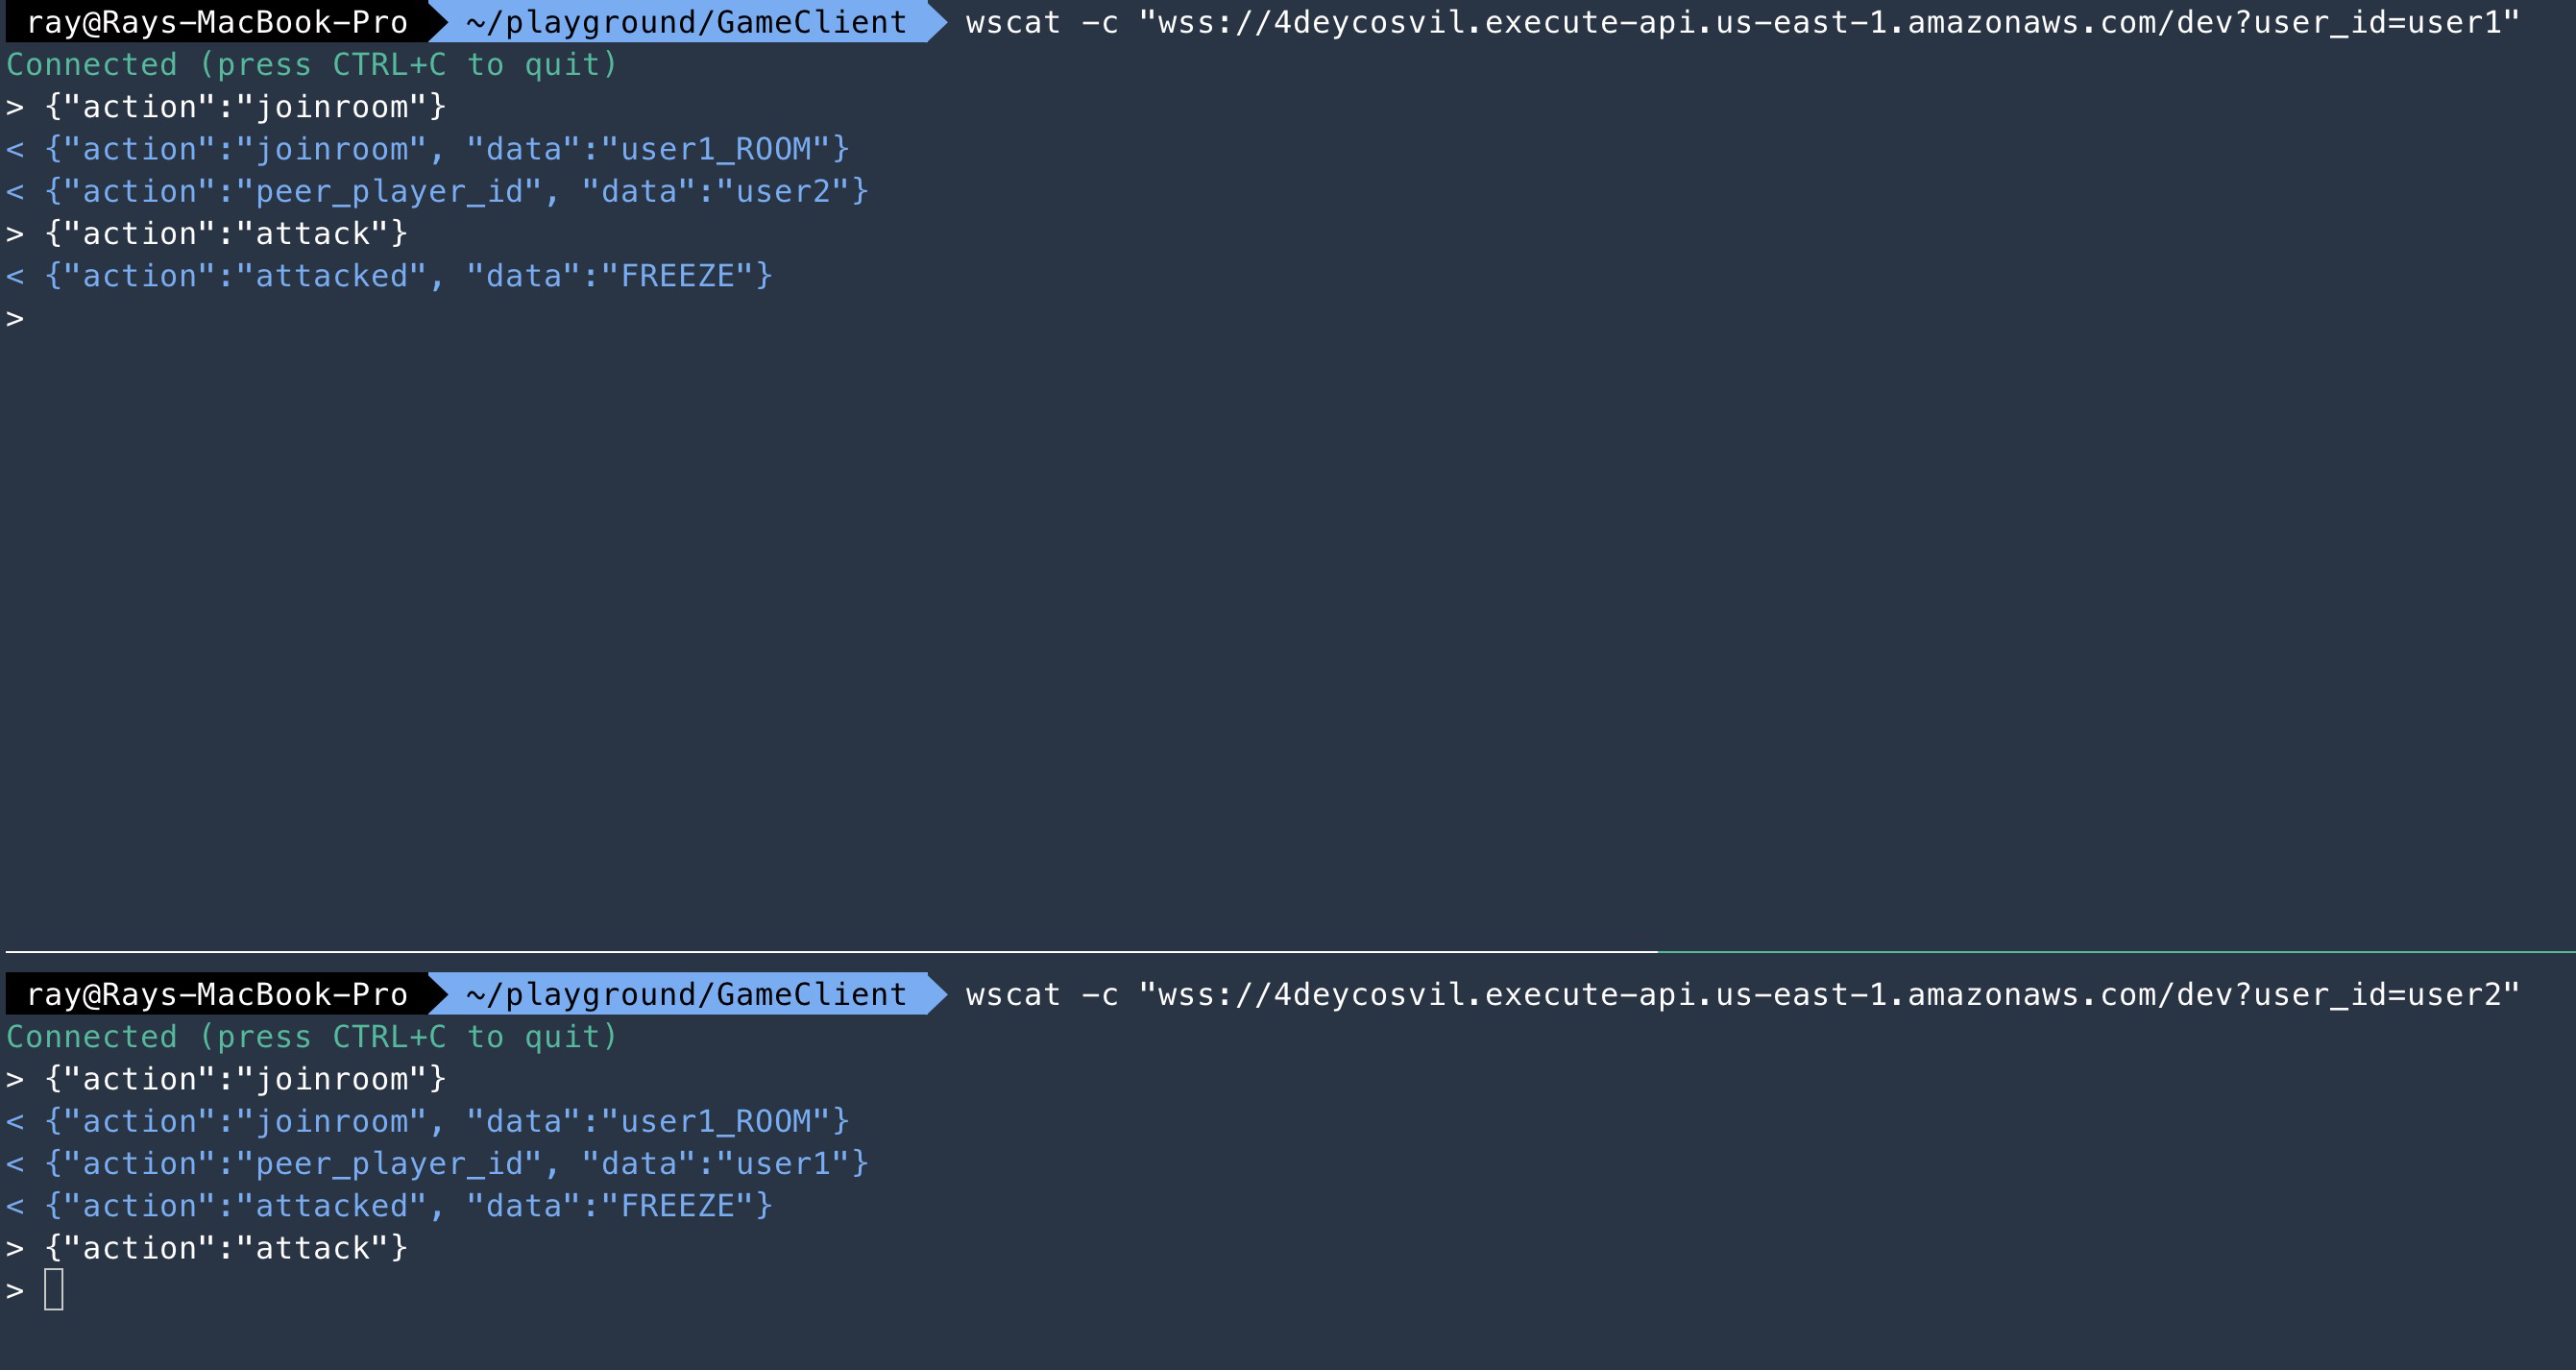 ray@Rays-MacBook-Pro ~/playground/GameClient wscat -c "wss://4deycosvil.execute-api.us-east-1.amazonaws.com/dev?user_id=user1"
Connected (press CTRL+C to quit)
> {"action":"joinroom"}
< {"action":"joinroom", "data":"user1_ROOM"}
< {"action":"peer_player_id", "data":"user2"}
> {"action":"attack"}
< {"action":"attacked", "data":"FREEZE"}
>
ray@Rays-MacBook-Pro ~/playground/GameClient wscat -c "wss://4deycosvil.execute-api.us-east-1.amazonaws.com/dev?user_id=user2"
Connected (press CTRL+C to quit)
> {"action":"joinroom"}
< {"action":"joinroom", "data":"user1_ROOM"}
< {"action":"peer_player_id", "data":"user1"}
< {"action":"attacked", "data":"FREEZE"}
> {"action":"attack"}
>